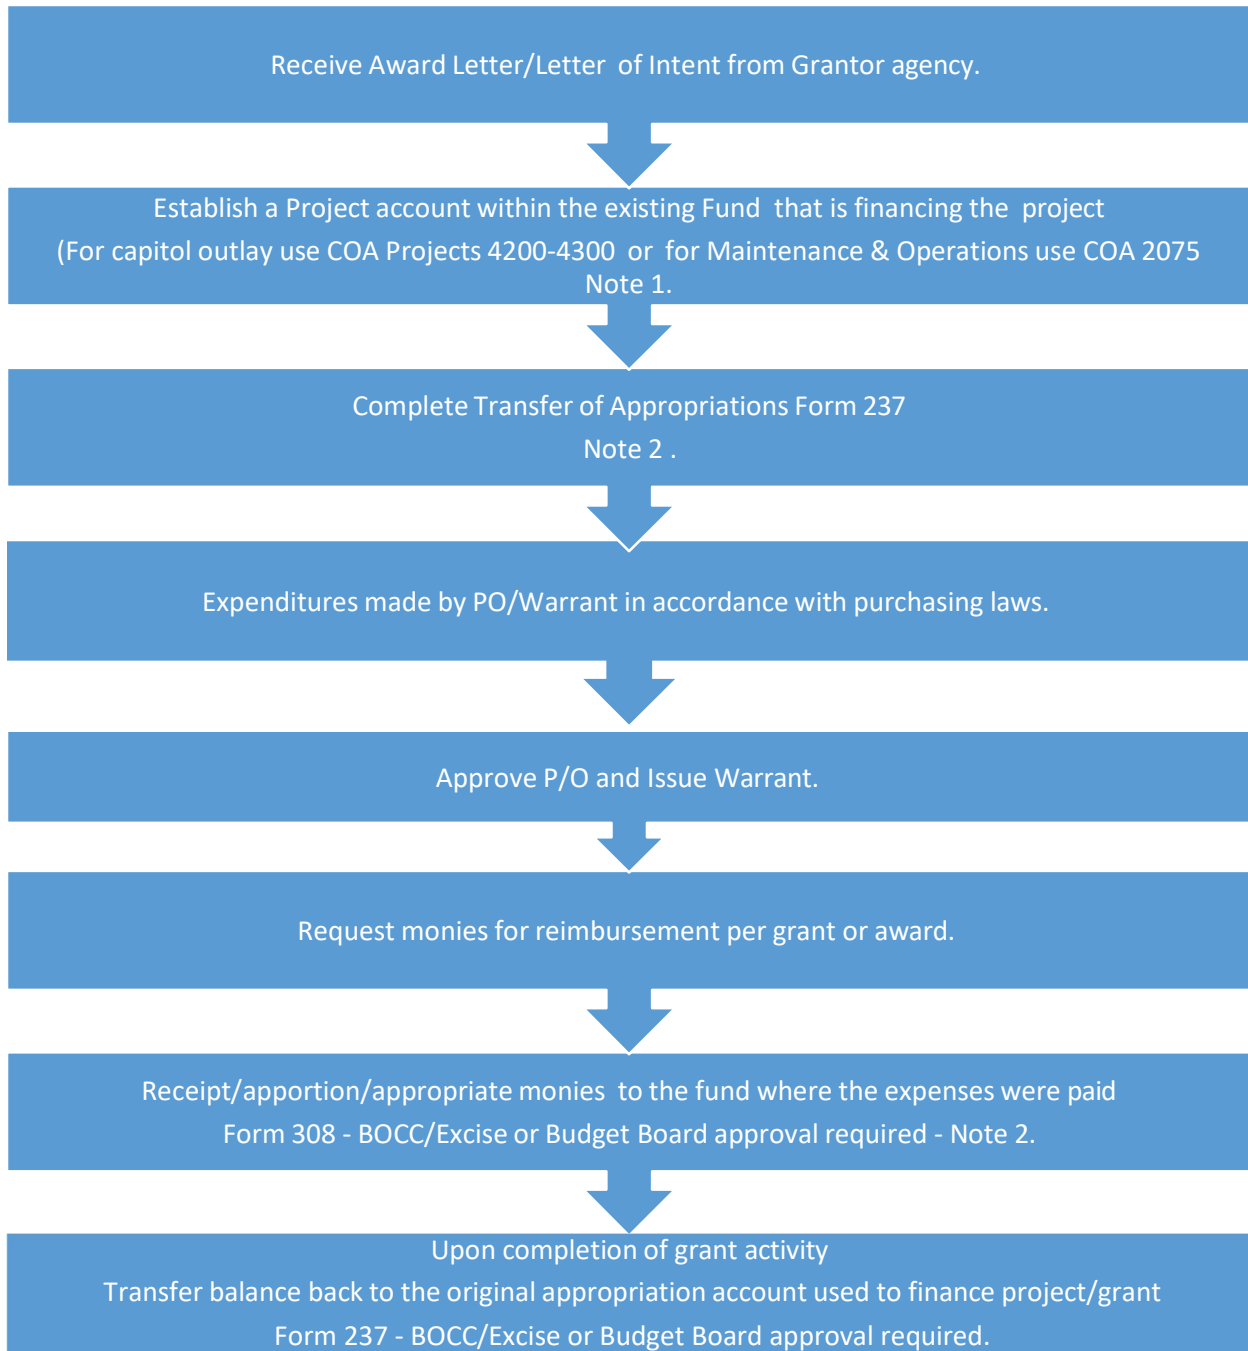 Receive Award Letter/Letter of Intent from Grantor agency.
Establish a Project account within the existing Fund that is financing the project
(For capitol outlay use COA Projects 4200-4300 or for Maintenance & Operations use COA 2075
Note 1.
Complete Transfer of Appropriations Form 237
Note 2 .
Expenditures made by PO/Warrant in accordance with purchasing laws.
Approve P/O and Issue Warrant.
Request monies for reimbursement per grant or award.
Receipt/apportion/appropriate monies to the fund where the expenses were paid
Form 308 - BOCC/Excise or Budget Board approval required - Note 2.
Upon completion of grant activity
Transfer balance back to the original appropriation account used to finance project/grant
Form 237 - BOCC/Excise or Budget Board approval required.